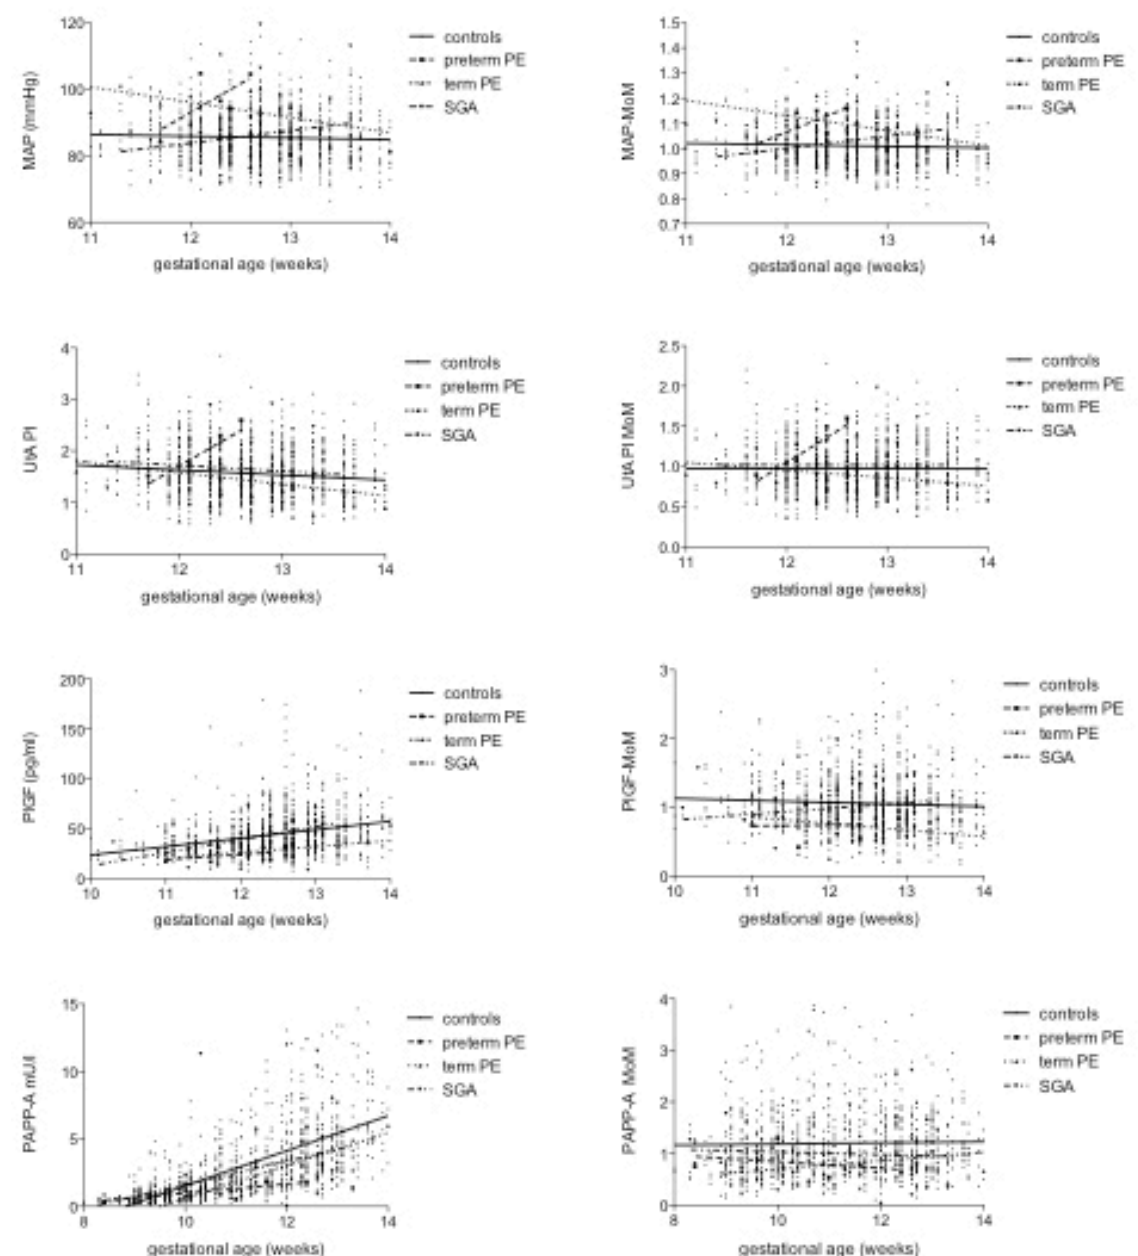 120
100
80
60
MAP (mmHg)
11 12 13 14
gestational age (weeks)
controls
preterm PE
term PE
SGA
1.5
1.4
1.3
1.2
1.1
1.0
0.9
0.8
0.7
MAP-MoM
11 12 13 14
gestational age (weeks)
controls
preterm PE
term PE
SGA
4
3
2
1
0
UtA PI
11 12 13 14
gestational age (weeks)
controls
preterm PE
term PE
SGA
2.5
2.0
1.5
1.0
0.5
0.0
UtA PI MoM
11 12 13 14
gestational age (weeks)
controls
preterm PE
term PE
SGA
200
150
100
50
0
PlGF (pg/ml)
10 11 12 13 14
gestational age (weeks)
controls
preterm PE
term PE
SGA
3
2
1
0
PlGF-MoM
10 11 12 13 14
gestational age (weeks)
controls
preterm PE
term PE
SGA
15
10
5
0
PAPP-A mU/l
8 10 12 14
gestational age (weeks)
controls
preterm PE
term PE
SGA
4
3
2
1
0
PAPP-A MoM
8 10 12 14
gestational age (weeks)
controls
preterm PE
term PE
SGA